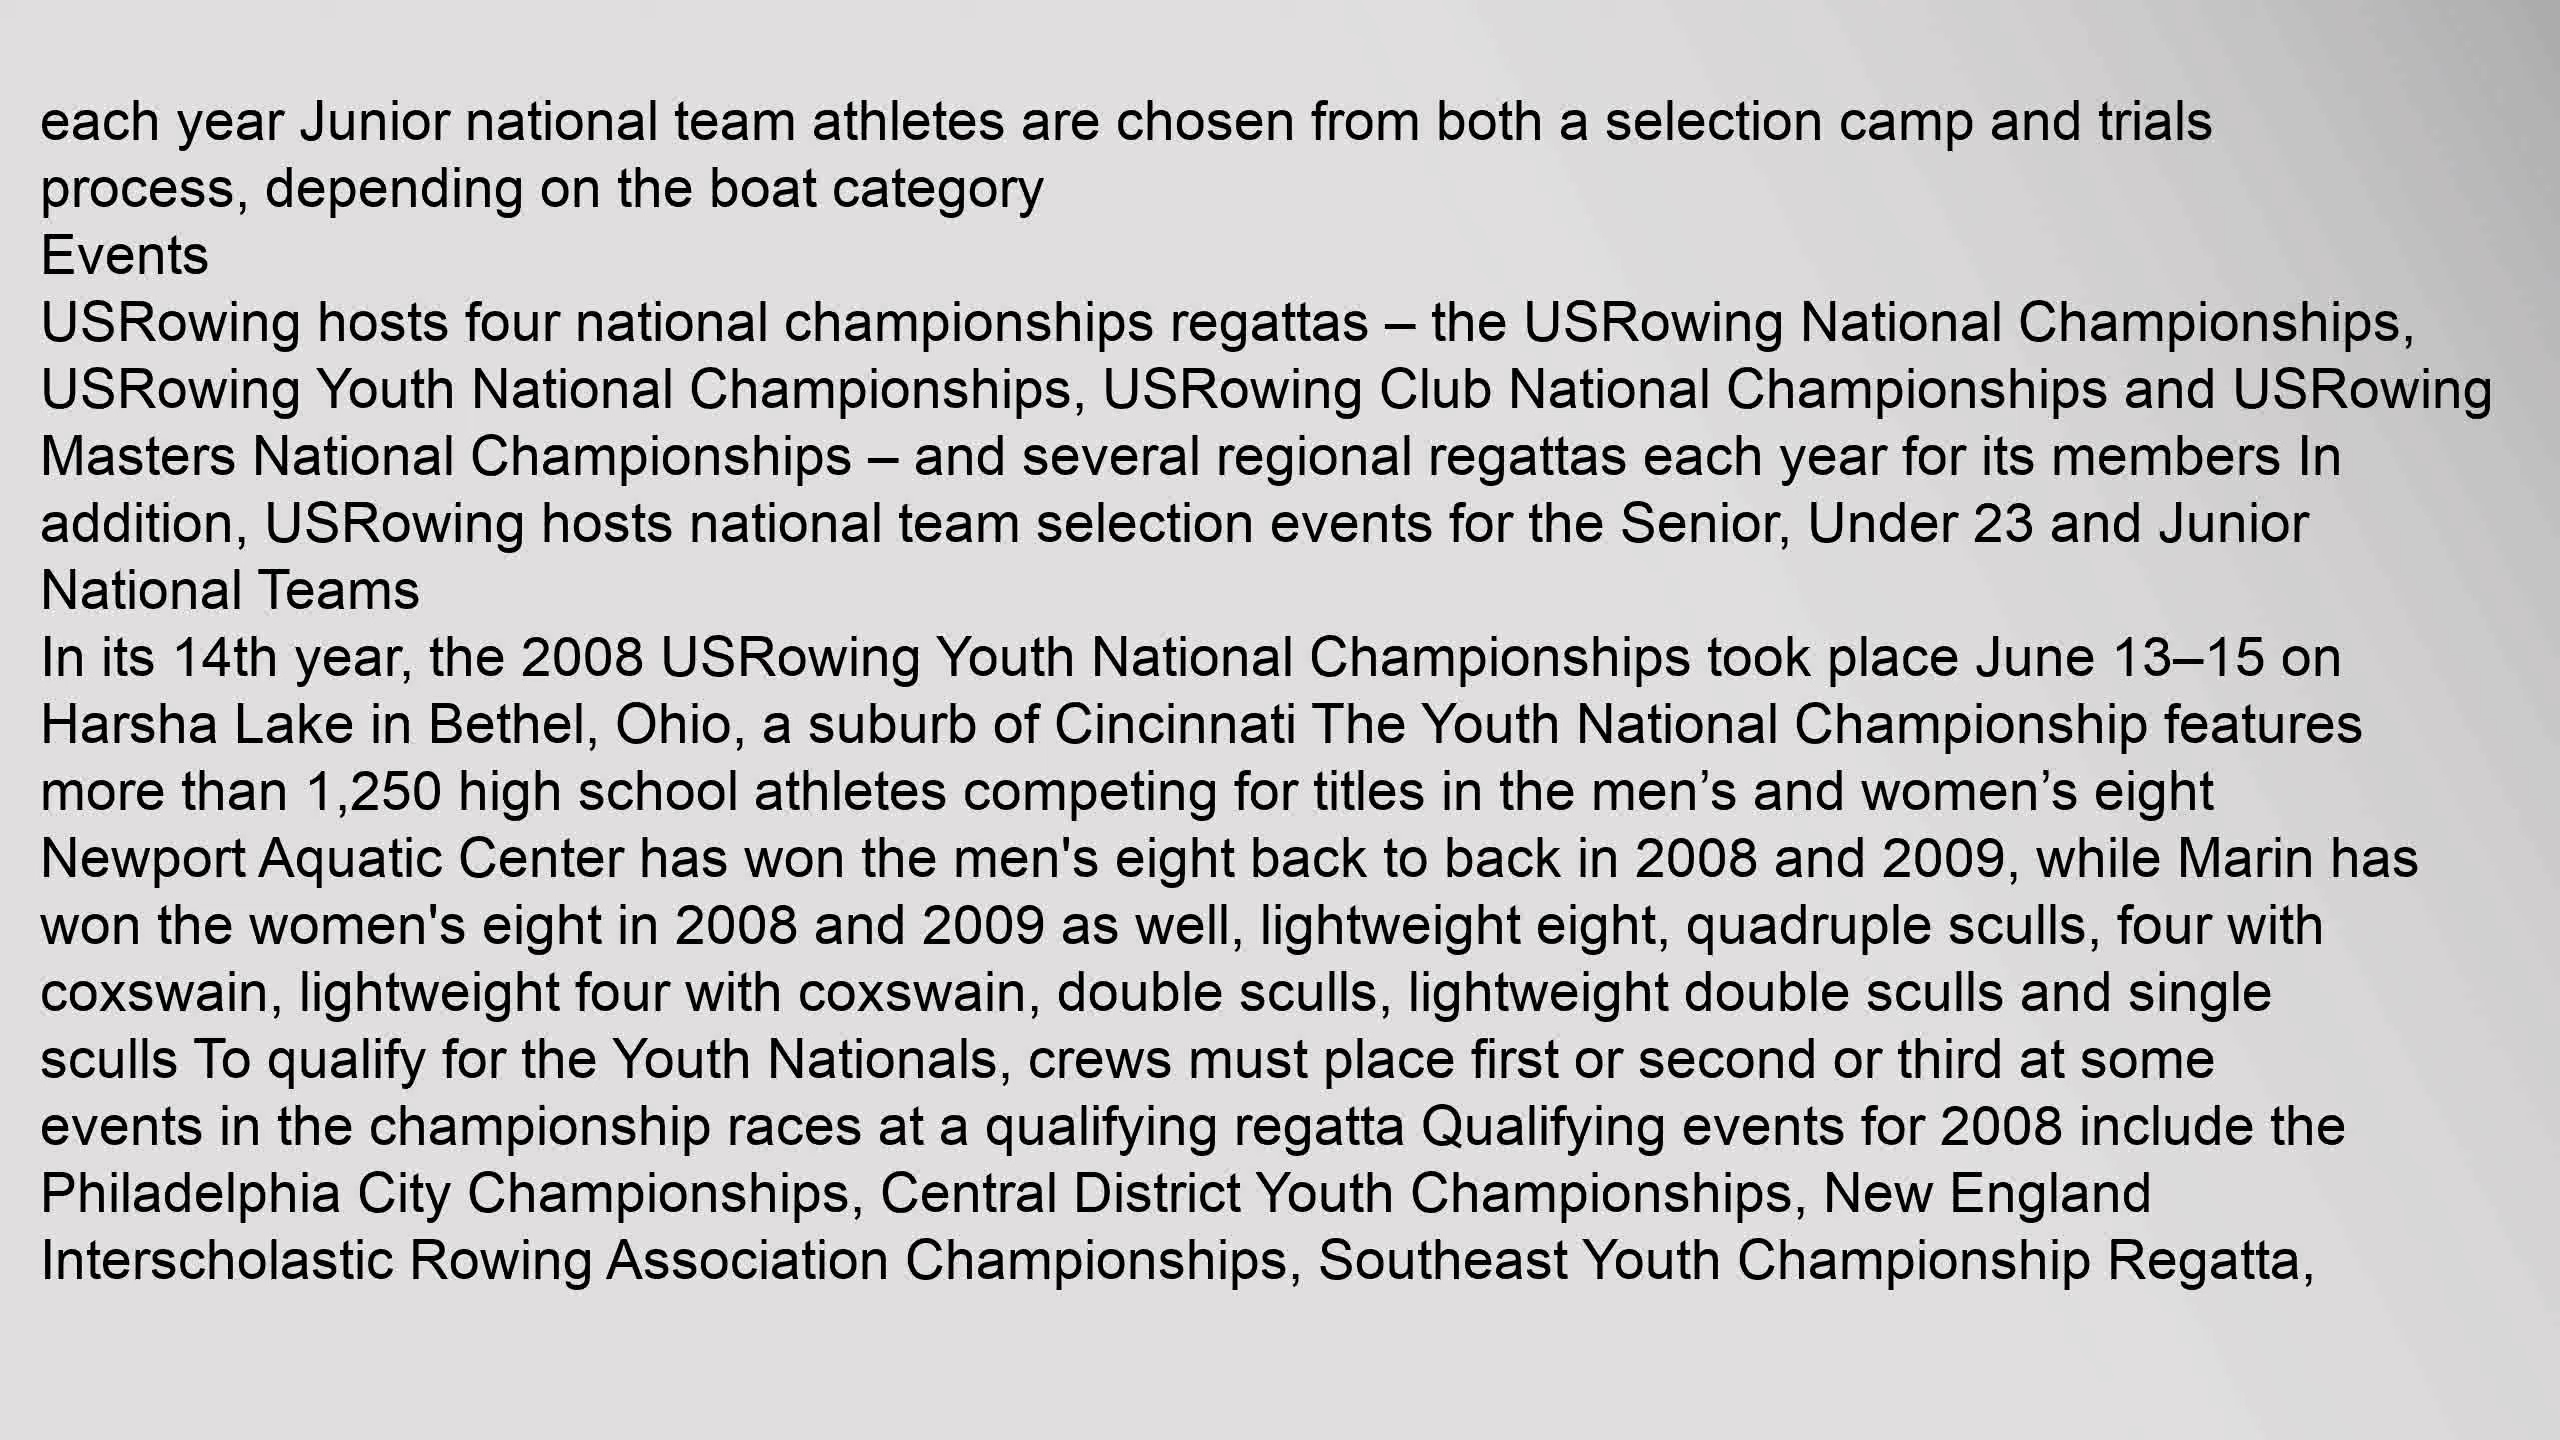 each year Junior national team athletes are chosen from both a selection camp and trials
process, depending on the boat category
Events
USRowing hosts four national championships regattas – the USRowing National Championships,
USRowing Youth National Championships, USRowing Club National Championships and USRowing
Masters National Championships – and several regional regattas each year for its members In
addition, USRowing hosts national team selection events for the Senior, Under 23 and Junior
National Teams
In its 14th year, the 2008 USRowing Youth National Championships took place June 13–15 on
Harsha Lake in Bethel, Ohio, a suburb of Cincinnati The Youth National Championship features
more than 1,250 high school athletes competing for titles in the men’s and women’s eight
Newport Aquatic Center has won the men's eight back to back in 2008 and 2009, while Marin has
won the women's eight in 2008 and 2009 as well, lightweight eight, quadruple sculls, four with
coxswain, lightweight four with coxswain, double sculls, lightweight double sculls and single
sculls To qualify for the Youth Nationals, crews must place first or second or third at some
events in the championship races at a qualifying regatta Qualifying events for 2008 include the
Philadelphia City Championships, Central District Youth Championships, New England
Interscholastic Rowing Association Championships, Southeast Youth Championship Regatta,